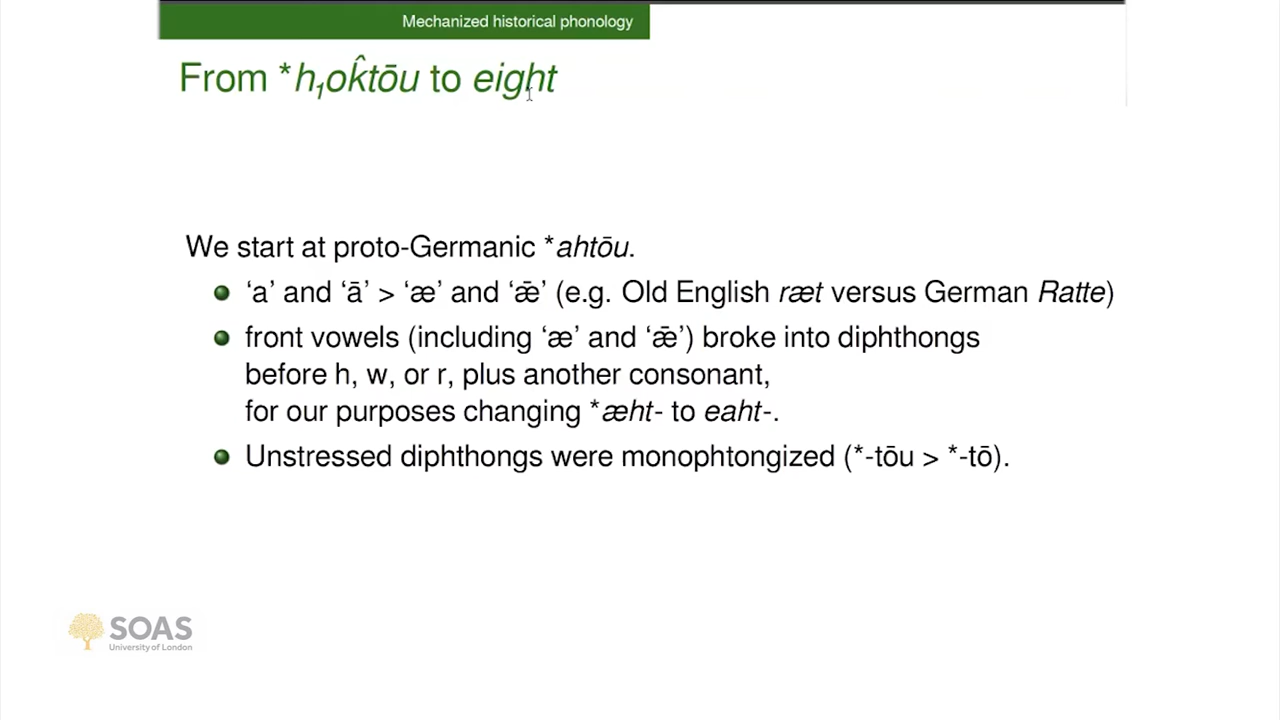 Mechanized historical phonology
From *h₁ok̂tōu to eight
We start at proto-Germanic *ahtōu.
‘a’ and ‘ā’ > ‘æ’ and ‘ǣ’ (e.g. Old English ræt versus German Ratte)
front vowels (including ‘æ’ and ‘ǣ’) broke into diphthongs
before h, w, or r, plus another consonant,
for our purposes changing *æht- to eaht-.
Unstressed diphthongs were monophtongized (*-tōu > *-tō).
SOAS
University of London